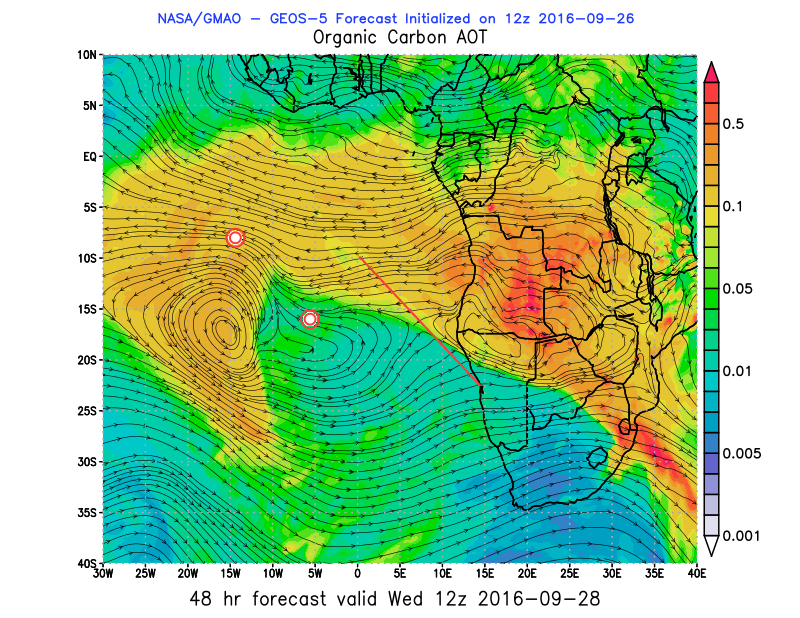 NASA/GMAO - GEOS-5 Forecast Initialized on 12z 2016-09-26
Organic Carbon AOT
10N
5N
EQ
5S
10S
15S
20S
25S
30S
35S
40S
30W 25W 20W 15W 10W 5W 0 5E 10E 15E 20E 25E 30E 35E 40E
0.5
0.1
0.05
0.01
0.005
0.001
48 hr forecast valid Wed 12z 2016-09-28